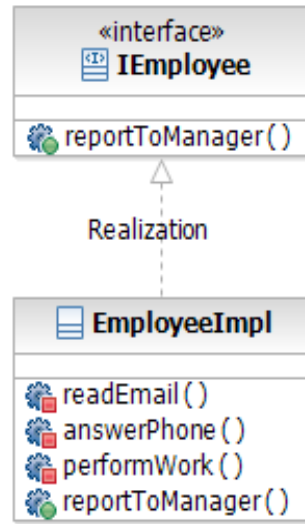 «interface»
IEmployee
reportToManager()
Realization
EmployeeImpl
readEmail()
answerPhone()
performWork()
reportToManager()